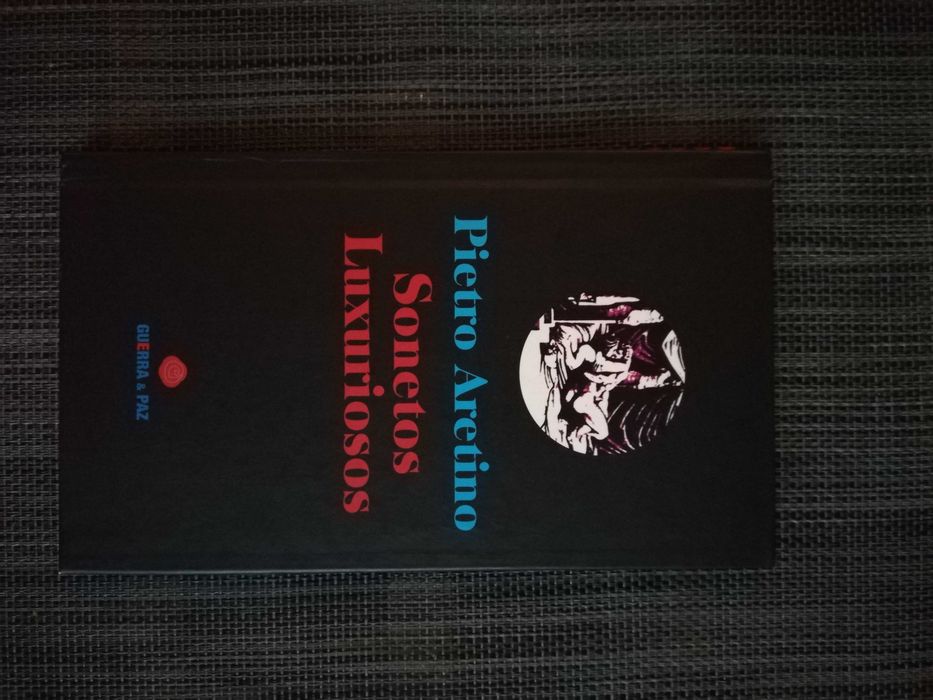 Pietro Aretino
Sonetos
Luxuriosos
GUERRA & PAZ